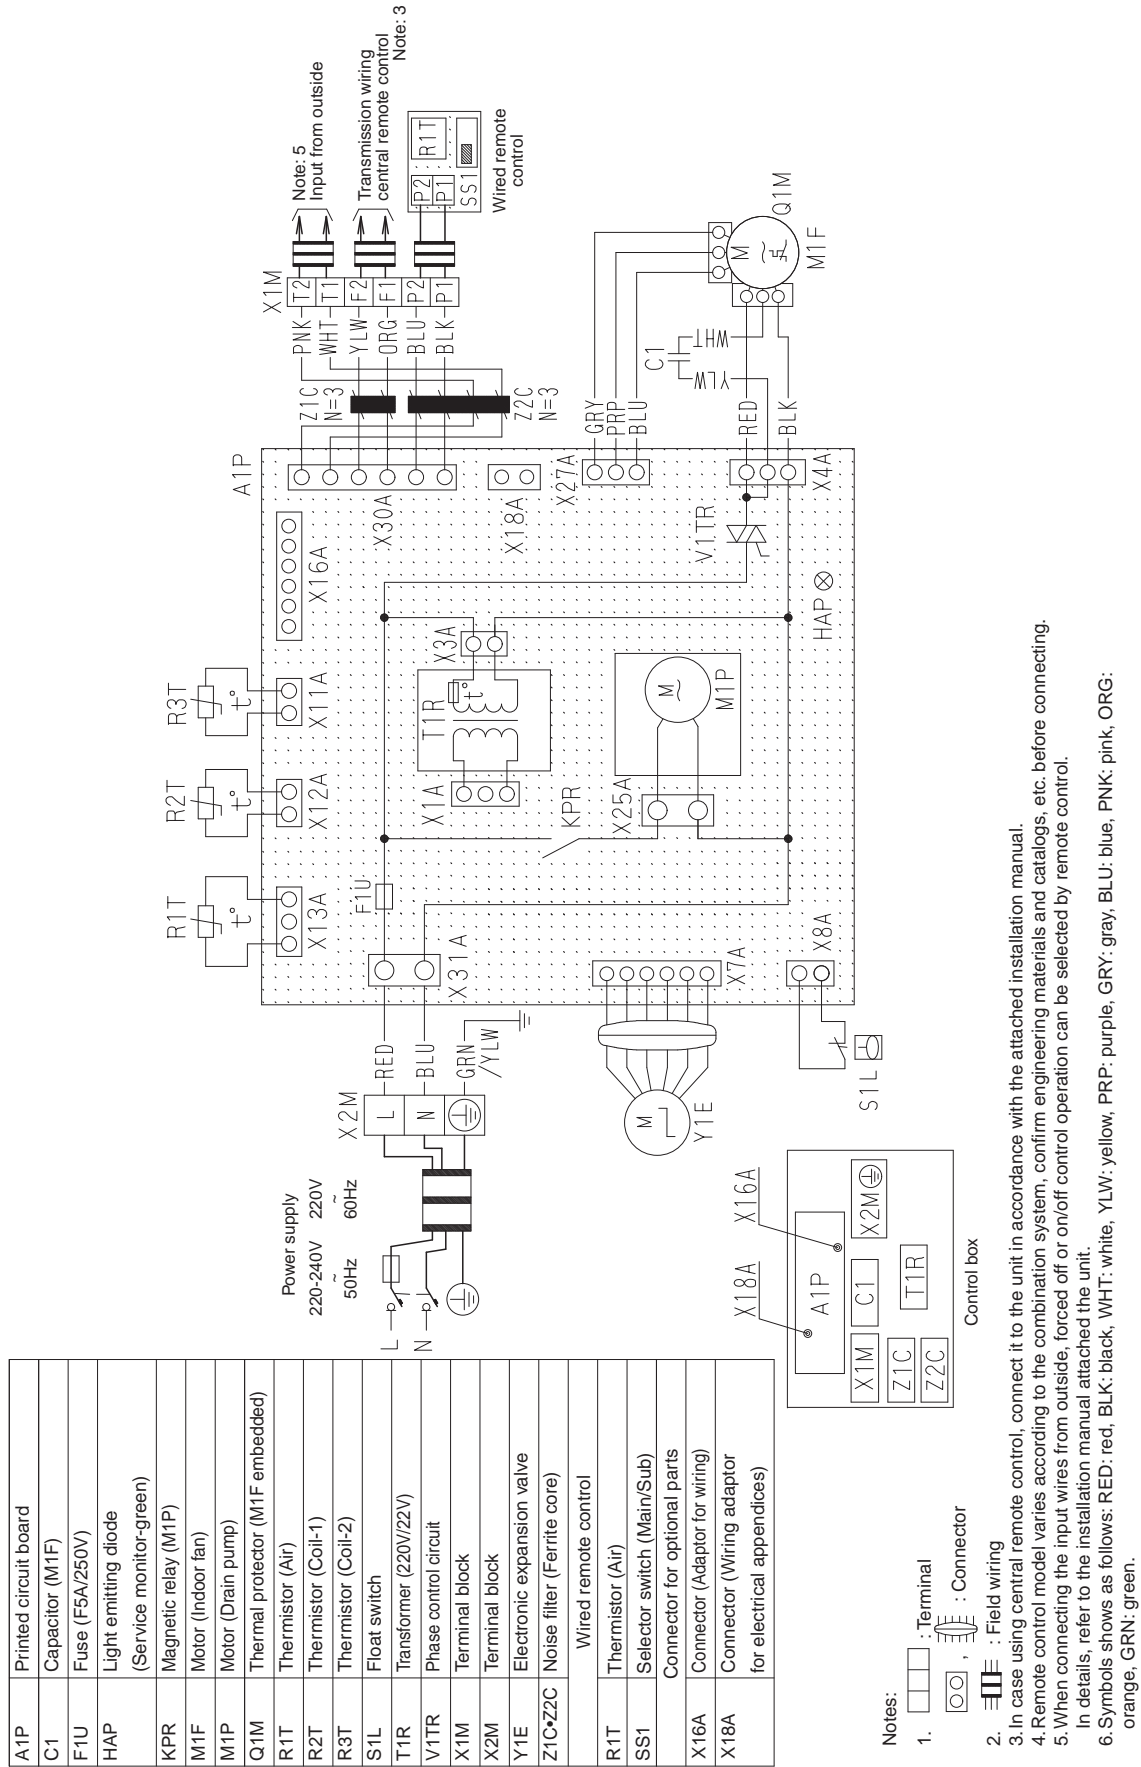 A1P Printed circuit board
C1 Capacitor (M1F)
F1U Fuse (F5A/250V)
HAP Light emitting diode
(Service monitor-green)
KPR Magnetic relay (M1P)
M1F Motor (Indoor fan)
M1P Motor (Drain pump)
Q1M Thermal protector (M1F embedded)
R1T Thermistor (Air)
R2T Thermistor (Coil-1)
R3T Thermistor (Coil-2)
S1L Float switch
T1R Transformer (220V/22V)
V1TR Phase control circuit
X1M Terminal block
X2M Terminal block
Y1E Electronic expansion valve
Z1C•Z2C Noise filter (Ferrite core)
Wired remote control
R1T Thermistor (Air)
SS1 Selector switch (Main/Sub)
Connector for optional parts
X16A Connector (Adaptor for wiring)
X18A Connector (Wiring adaptor
for electrical appendices)
Power supply
220-240V 220V
~ ~
50Hz 60Hz
L
N
X2M
L
N
RED
BLU
GRN
/YLW
X31A
F1U
R1T
t°
X13A
R2T
t°
X12A
R3T
t°
X11A
X16A
A1P
X30A
X18A
X27A
X4A
V1TR
HAP
X3A
T1R
t°
X1A
KPR
X25A
M
~
M1P
X7A
M
Y1E
X8A
S1L
Z1C
N=3
Z2C
N=3
PNK
WHT
YLW
ORG
BLU
BLK
X1M
T2
T1
F2
F1
P2
P1
Note: 5
Input from outside
Transmission wiring
central remote control
Note: 3
P2
P1
R1T
SS1
Wired remote
control
GRY
PRP
BLU
RED
BLK
YLW
WHT
C1
M
~
Q1M
M1F
X18A
X16A
A1P
X1M
C1
X2M
Z1C
Z2C
T1R
Control box
Notes:
1. : Terminal
, : Connector
2. : Field wiring
3. In case using central remote control, connect it to the unit in accordance with the attached installation manual.
4. Remote control model varies according to the combination system, confirm engineering materials and catalogs, etc. before connecting.
5. When connecting the input wires from outside, forced off or on/off control operation can be selected by remote control.
In details, refer to the installation manual attached the unit.
6. Symbols shows as follows: RED: red, BLK: black, WHT: white, YLW: yellow, PRP: purple, GRY: gray, BLU: blue, PNK: pink, ORG:
orange, GRN: green.